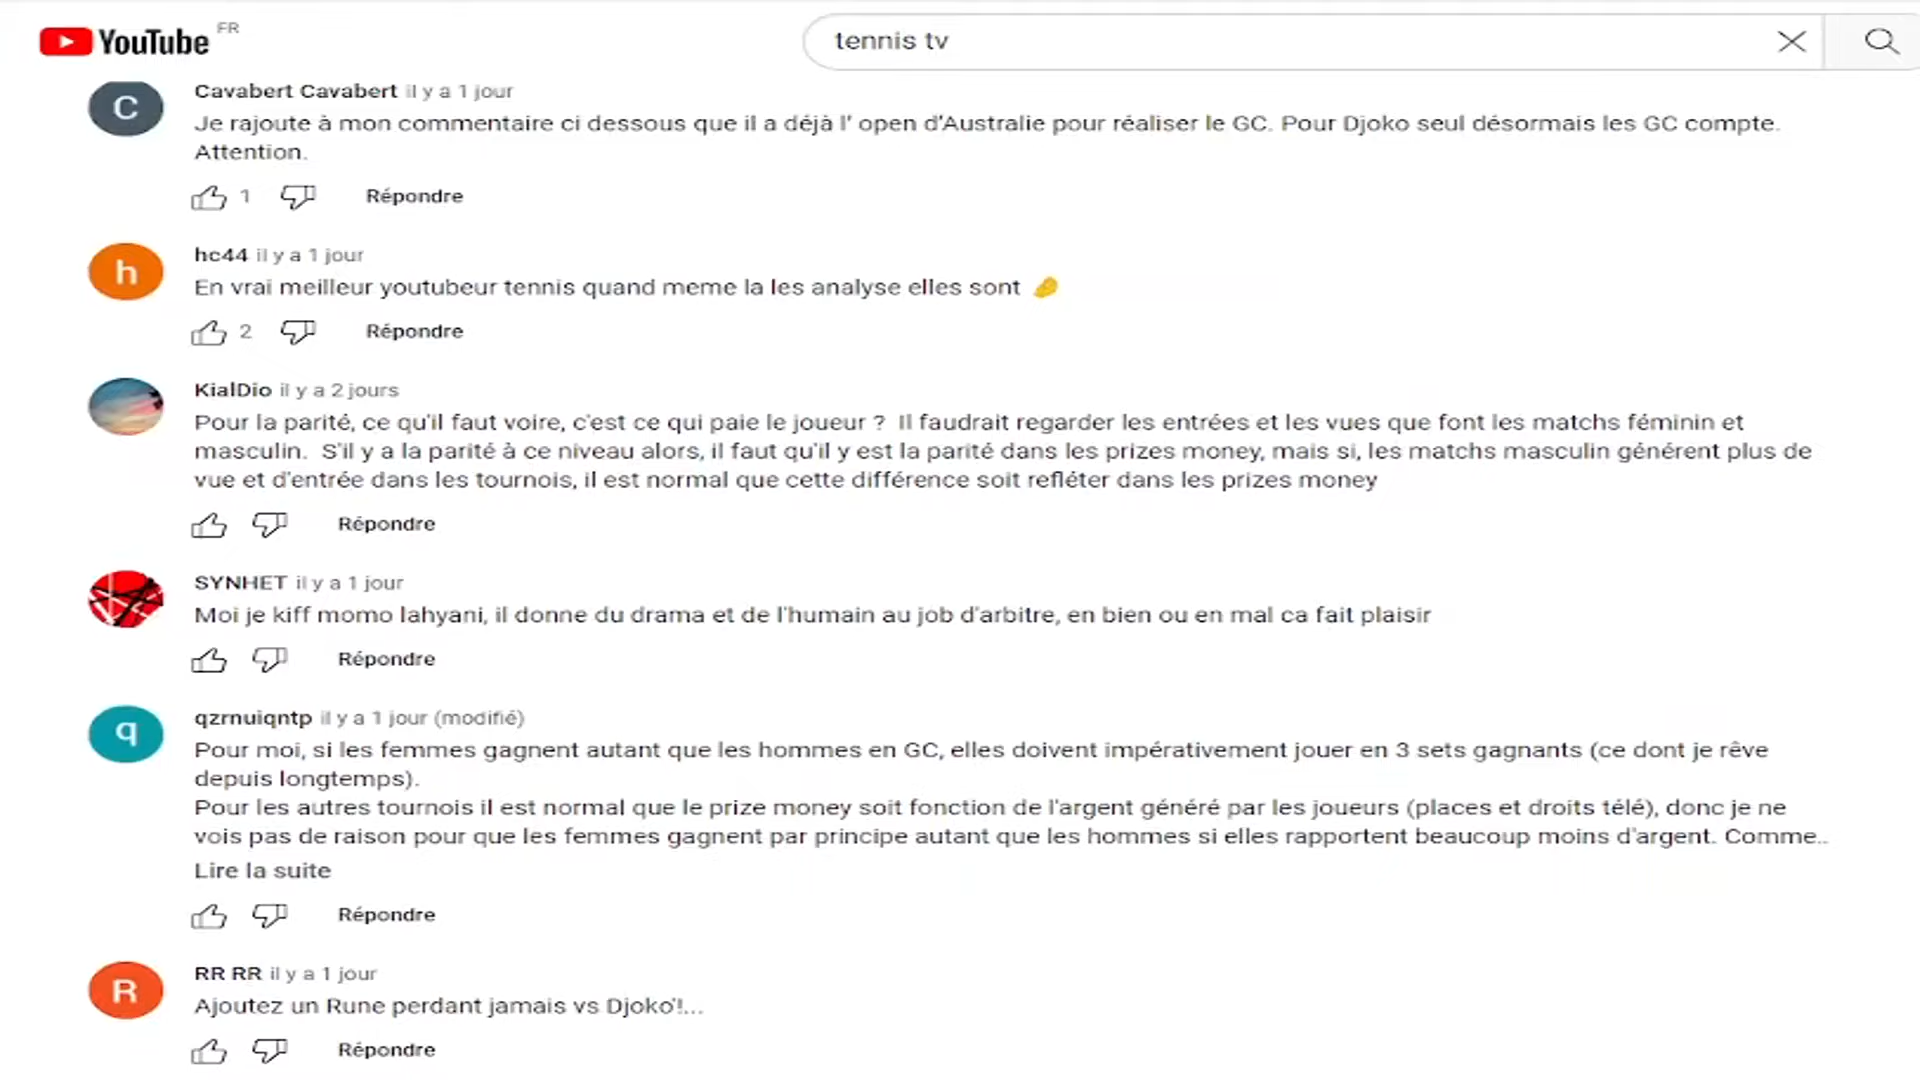 YouTube FR
tennis tv
C
Cavabert Cavabert il y a 1 jour
Je rajoute à mon commentaire ci dessous que il a déjà l' open d'Australie pour réaliser le GC. Pour Djoko seul désormais les GC compte.
Attention.
1 Répondre
h
hc44 il y a 1 jour
En vrai meilleur youtubeur tennis quand meme la les analyse elles sont
2 Répondre
KialDio il y a 2 jours
Pour la parité, ce qu'il faut voire, c'est ce qui paie le joueur ? Il faudrait regarder les entrées et les vues que font les matchs féminin et
masculin. S'il y a la parité à ce niveau alors, il faut qu'il y est la parité dans les prizes money, mais si, les matchs masculin générent plus de
vue et d'entrée dans les tournois, il est normal que cette différence soit refléter dans les prizes money
Répondre
SYNHET il y a 1 jour
Moi je kiff momo lahyani, il donne du drama et de l'humain au job d'arbitre, en bien ou en mal ca fait plaisir
Répondre
q
qzrnuiqntp il y a 1 jour (modifié)
Pour moi, si les femmes gagnent autant que les hommes en GC, elles doivent impérativement jouer en 3 sets gagnants (ce dont je rêve
depuis longtemps).
Pour les autres tournois il est normal que le prize money soit fonction de l'argent généré par les joueurs (places et droits télé), donc je ne
vois pas de raison pour que les femmes gagnent par principe autant que les hommes si elles rapportent beaucoup moins d'argent. Comme..
Lire la suite
Répondre
R
RR RR il y a 1 jour
Ajoutez un Rune perdant jamais vs Djoko'!...
Répondre